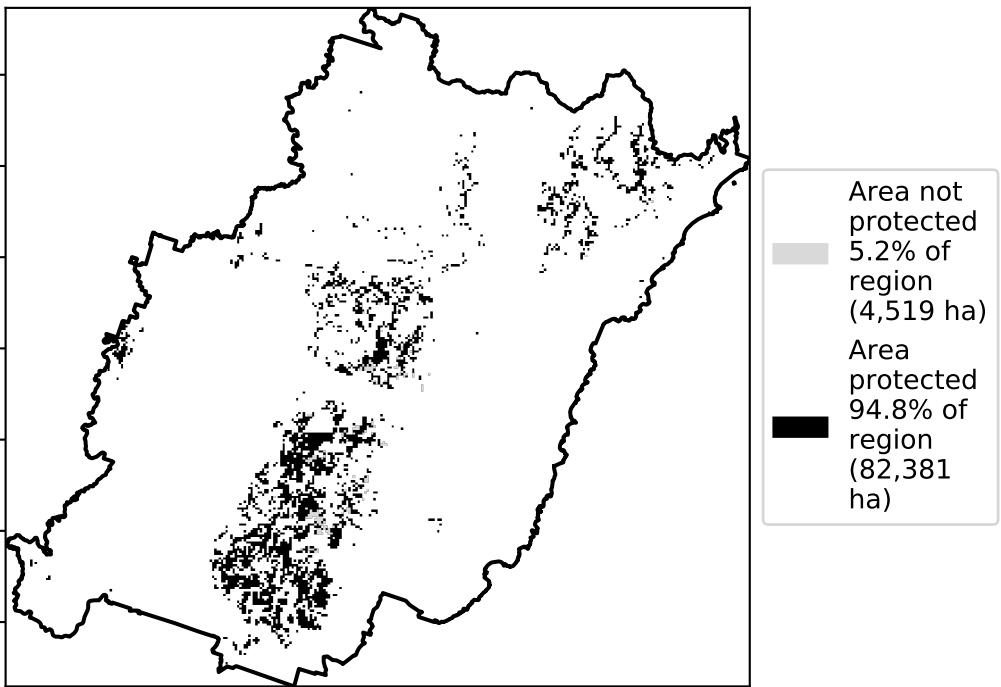 Area not
protected
5.2% of
region
(4,519 ha)
Area
protected
94.8% of
region
(82,381
ha)